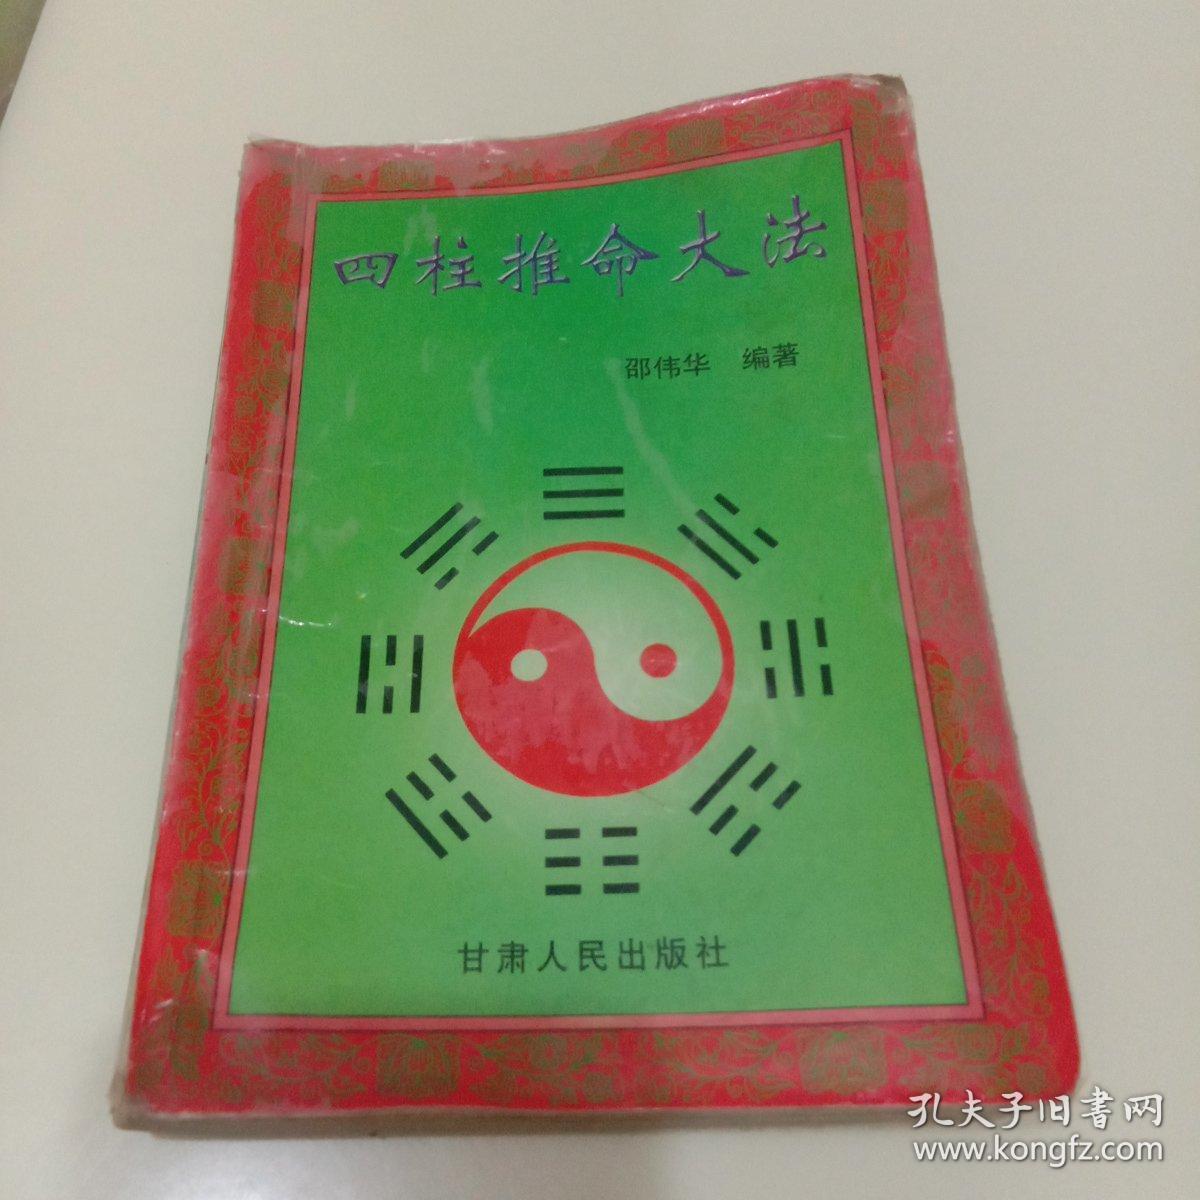 四柱推命大法
邵伟华 编著
甘肃人民出版社
孔夫子旧书网
www.kongfz.com